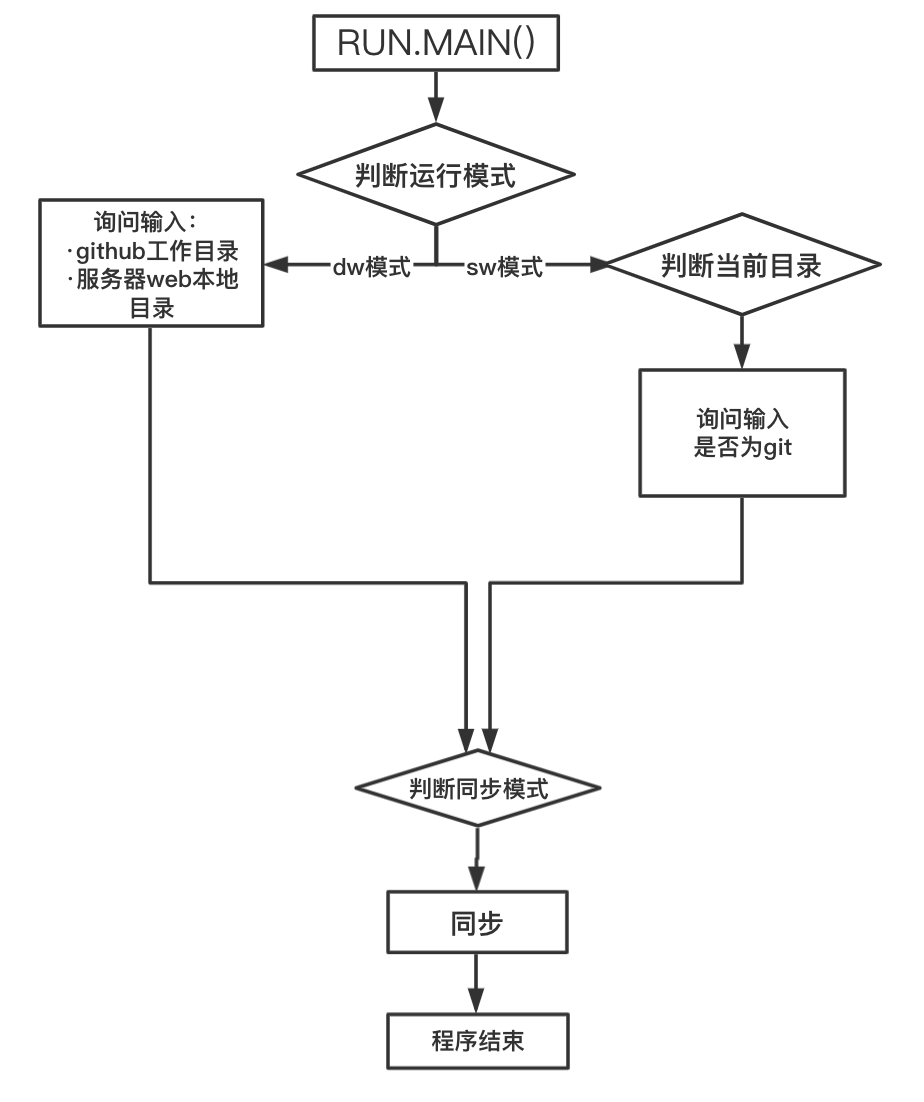 RUN.MAIN()
判断运行模式
询问输入：
·github工作目录
·服务器web本地
目录
dw模式
sw模式
判断当前目录
询问输入
是否为git
判断同步模式
同步
程序结束